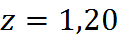 z = 1,20